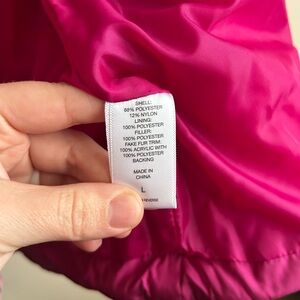 SHELL:
88% POLYESTER
12% NYLON
LINING:
100% POLYESTER
FILLER:
100% POLYESTER
FAKE FUR TRIM:
100% ACRYLIC WITH
100% POLYESTER
BACKING
MADE IN
CHINA
L
REVERSE